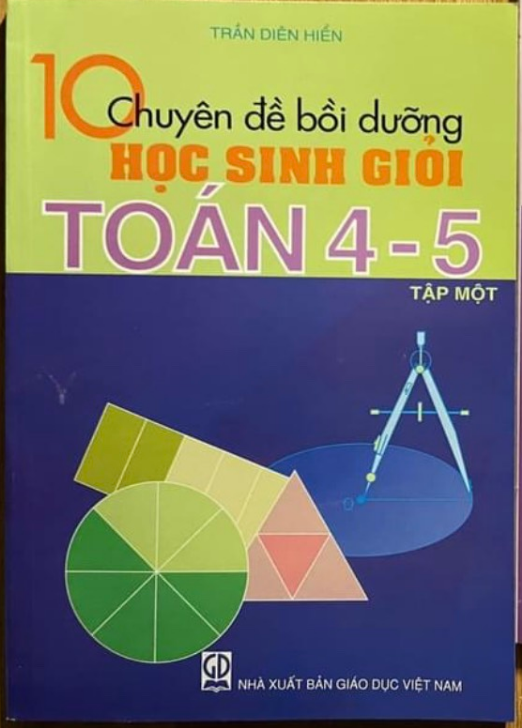 TRẦN DIÊN HIỂN
10 Chuyên đề bồi dưỡng
HỌC SINH GIỎI
TOÁN 4 - 5
TẬP MỘT
O
GD
NHÀ XUẤT BẢN GIÁO DỤC VIỆT NAM